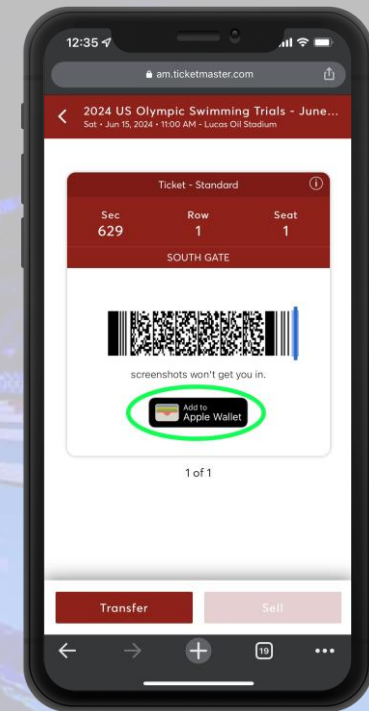 12:35
am.ticketmaster.com
2024 US Olympic Swimming Trials - June...
Sat • Jun 15, 2024 • 11:00 AM - Lucas Oil Stadium
Ticket - Standard
Sec Row Seat
629 1 1
SOUTH GATE
screenshots won't get you in.
Add to
Apple Wallet
1 of 1
Transfer Sell
19